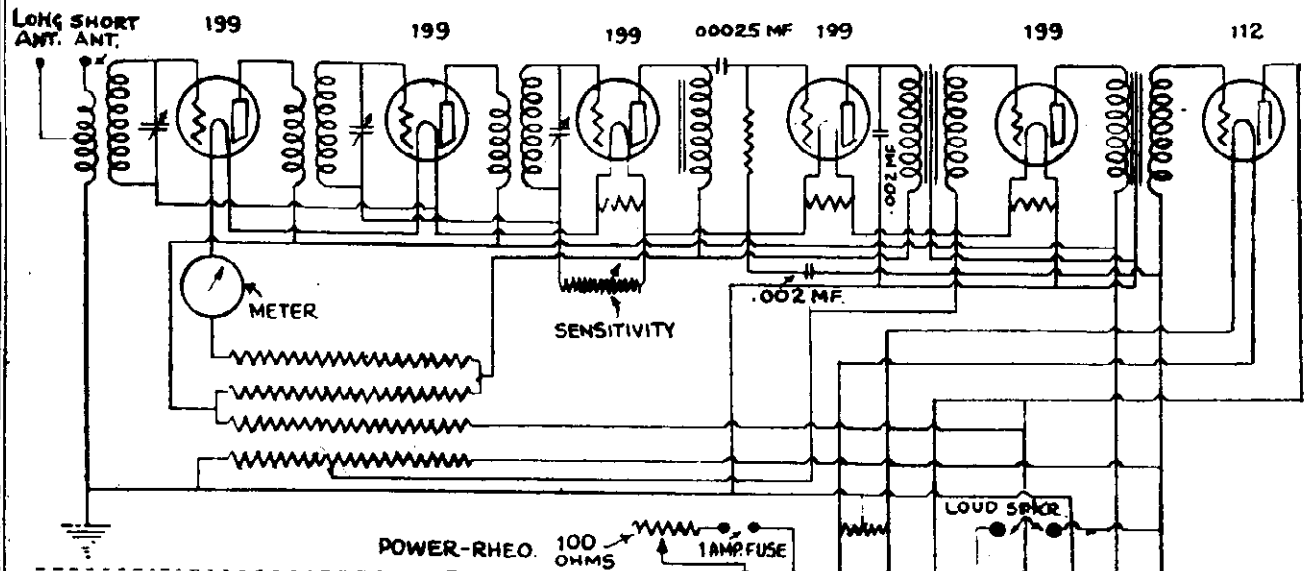 LONG SHORT
ANT. ANT.
199
199
199
.00025 MF
199
199
112
.002 MF.
METER
SENSITIVITY
.002 MF.
POWER-RHEO.
100
OHMS
1 AMP. FUSE
LOUD SPKR.